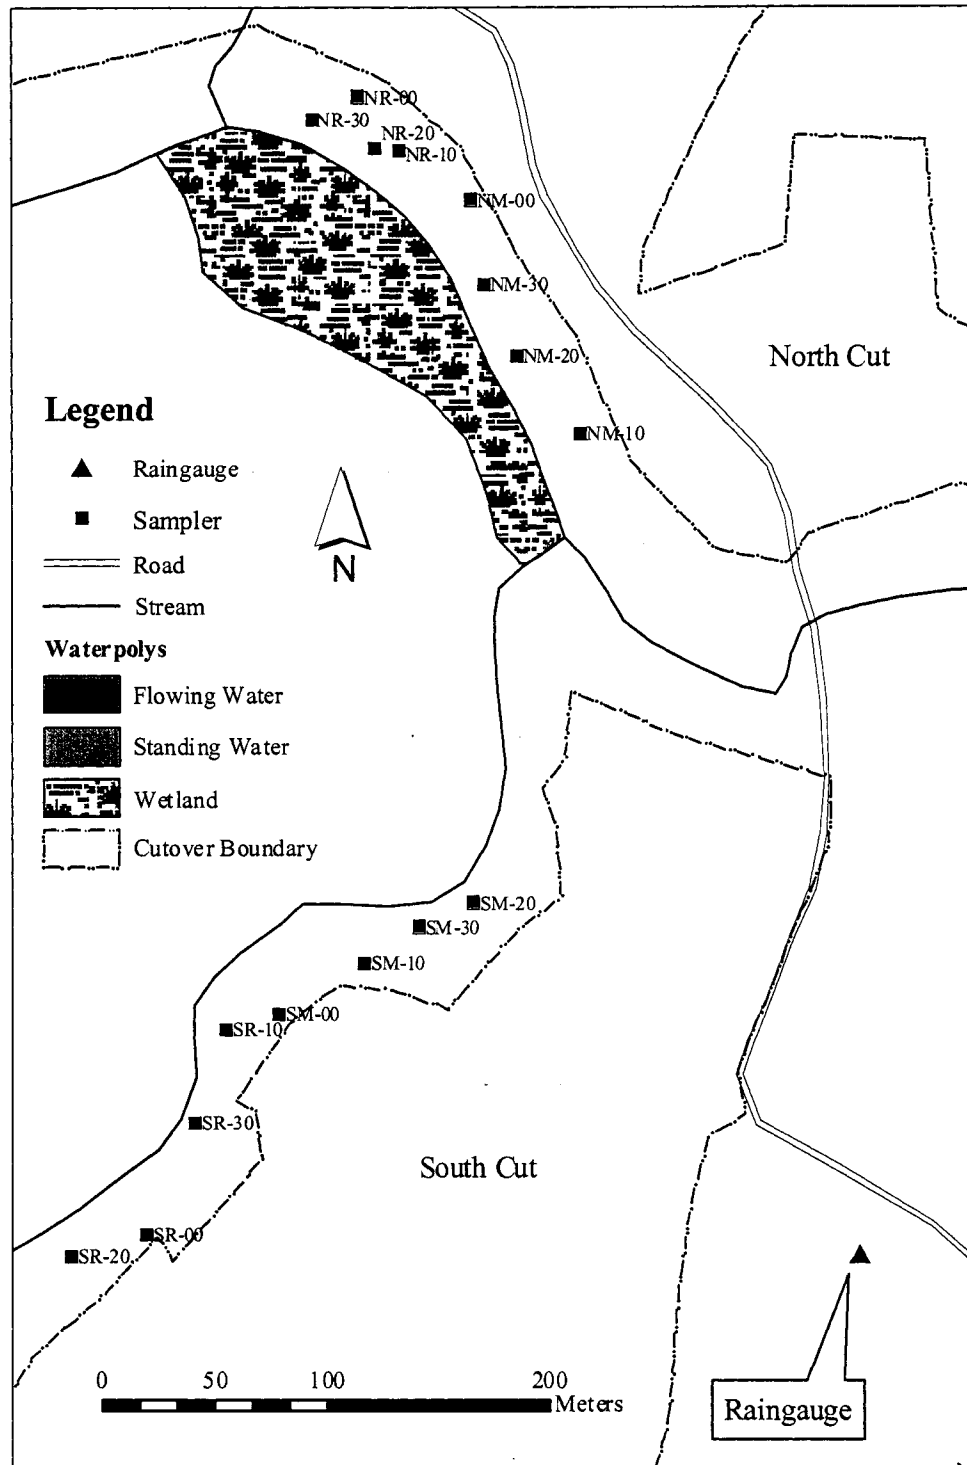 NR-00
NR-30
NR-20
NR-10
NM-00
NM-30
NM-20
North Cut
NM-10
Legend
Raingauge
Sampler
Road
Stream
Waterpolys
Flowing Water
Standing Water
Wetland
Cutover Boundary
N
SM-20
SM-30
SM-10
SM-00
SR-10
SR-30
South Cut
SR-00
SR-20
0 50 100 200
Meters
Raingauge